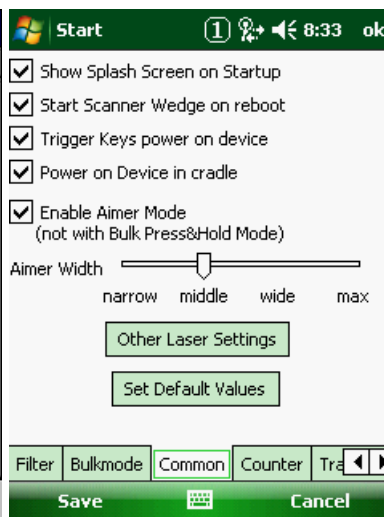 Start 1 8:33 ok
Show Splash Screen on Startup
Start Scanner Wedge on reboot
Trigger Keys power on device
Power on Device in cradle
Enable Aimer Mode
(not with Bulk Press&Hold Mode)
Aimer Width
narrow middle wide max
Other Laser Settings
Set Default Values
Filter Bulkmode Common Counter Tra
Save Cancel